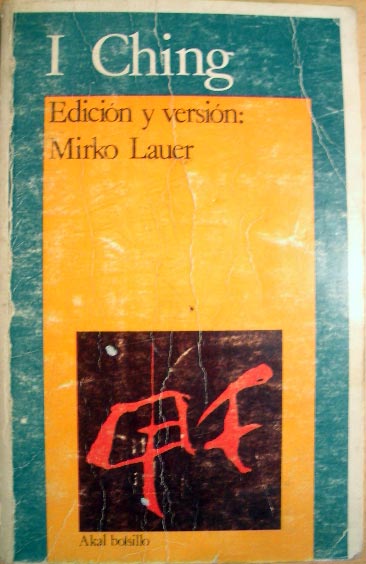 I Ching
Edición y versión:
Mirko Lauer
Akal bolsillo